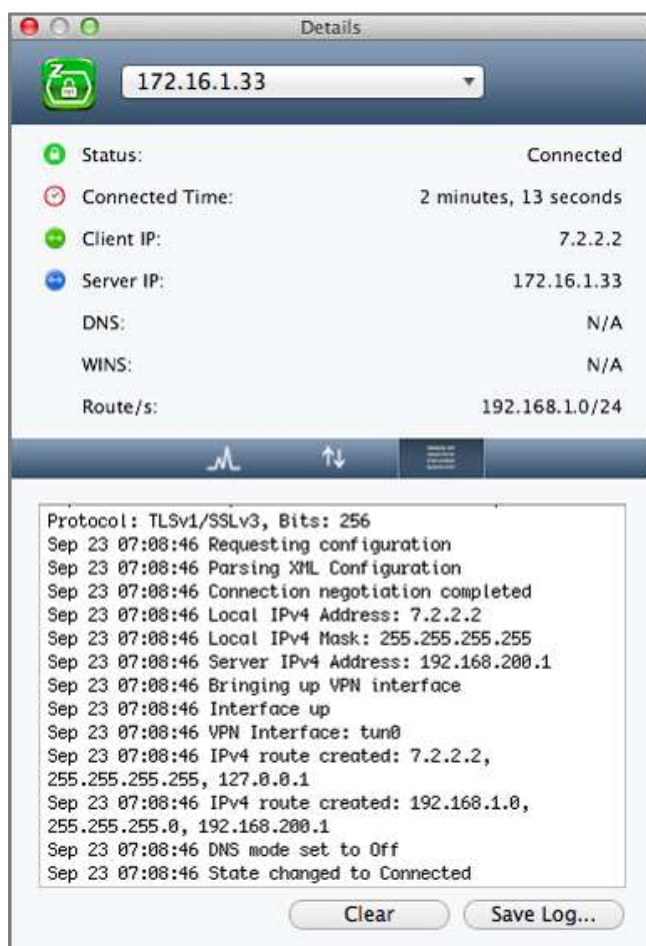 Details
172.16.1.33
Status: Connected
Connected Time: 2 minutes, 13 seconds
Client IP: 7.2.2.2
Server IP: 172.16.1.33
DNS: N/A
WINS: N/A
Route/s: 192.168.1.0/24
Protocol: TLSv1/SSLv3, Bits: 256
Sep 23 07:08:46 Requesting configuration
Sep 23 07:08:46 Parsing XML Configuration
Sep 23 07:08:46 Connection negotiation completed
Sep 23 07:08:46 Local IPv4 Address: 7.2.2.2
Sep 23 07:08:46 Local IPv4 Mask: 255.255.255.255
Sep 23 07:08:46 Server IPv4 Address: 192.168.200.1
Sep 23 07:08:46 Bringing up VPN interface
Sep 23 07:08:46 Interface up
Sep 23 07:08:46 VPN Interface: tun0
Sep 23 07:08:46 IPv4 route created: 7.2.2.2,
255.255.255.255, 127.0.0.1
Sep 23 07:08:46 IPv4 route created: 192.168.1.0,
255.255.255.0, 192.168.200.1
Sep 23 07:08:46 DNS mode set to Off
Sep 23 07:08:46 State changed to Connected
Clear
Save Log...